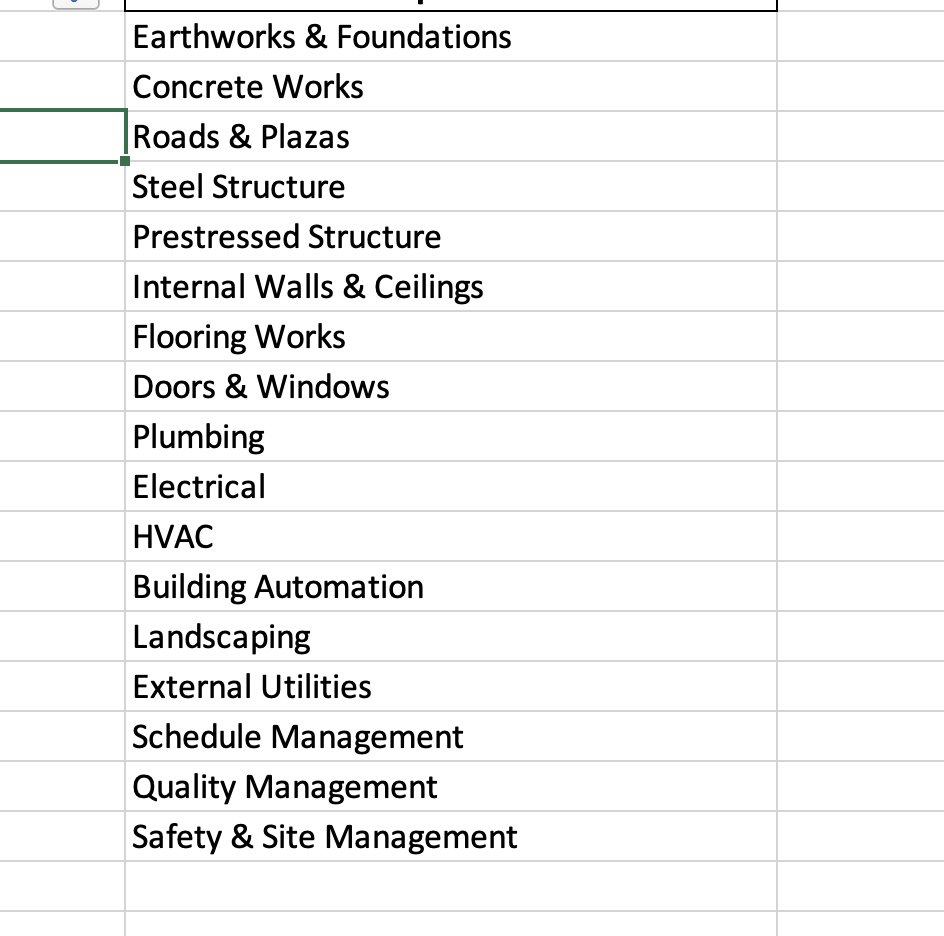 Earthworks & Foundations
Concrete Works
Roads & Plazas
Steel Structure
Prestressed Structure
Internal Walls & Ceilings
Flooring Works
Doors & Windows
Plumbing
Electrical
HVAC
Building Automation
Landscaping
External Utilities
Schedule Management
Quality Management
Safety & Site Management